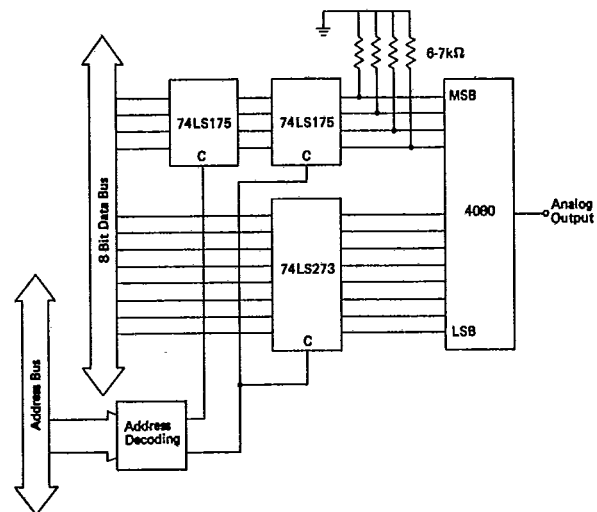 6-7kΩ
MSB
74LS175
74LS175
C
C
8 Bit Data Bus
4080
Analog
Output
74LS273
LSB
C
Address Bus
Address
Decoding